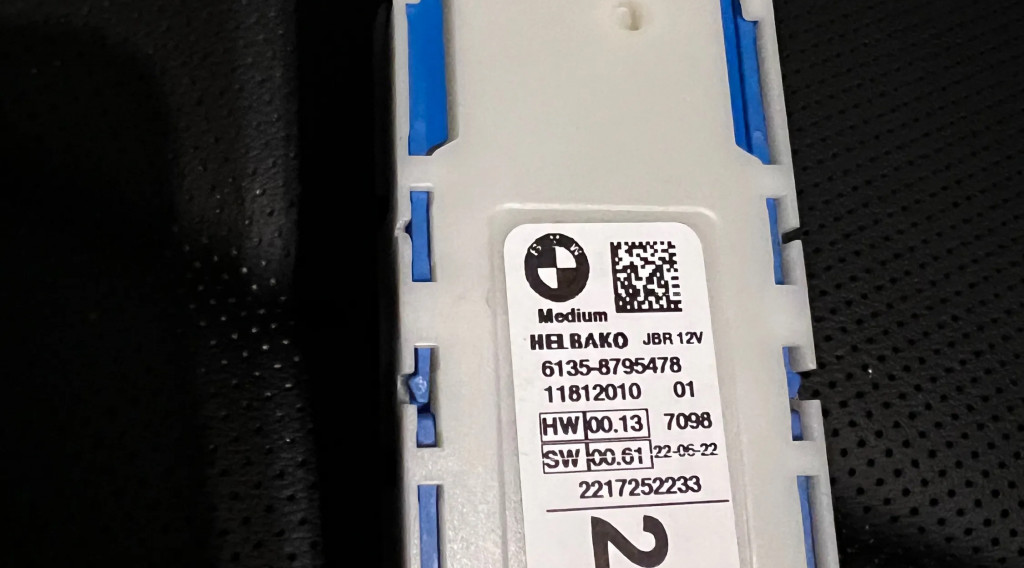 BMW
Medium
HELBAKO JBR 12V
6135-8795478
11812010 01
HW 00.13 7098
SW 00.61 22-06-22
2217252233
2